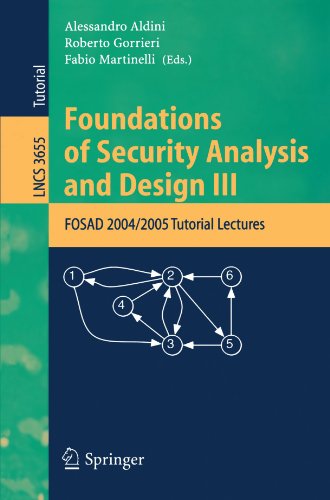 Alessandro Aldini
Roberto Gorrieri
Fabio Martinelli (Eds.)
Tutorial
LNCS 3655
Foundations
of Security Analysis
and Design III
FOSAD 2004/2005 Tutorial Lectures
1
2
6
4
3
5
Springer